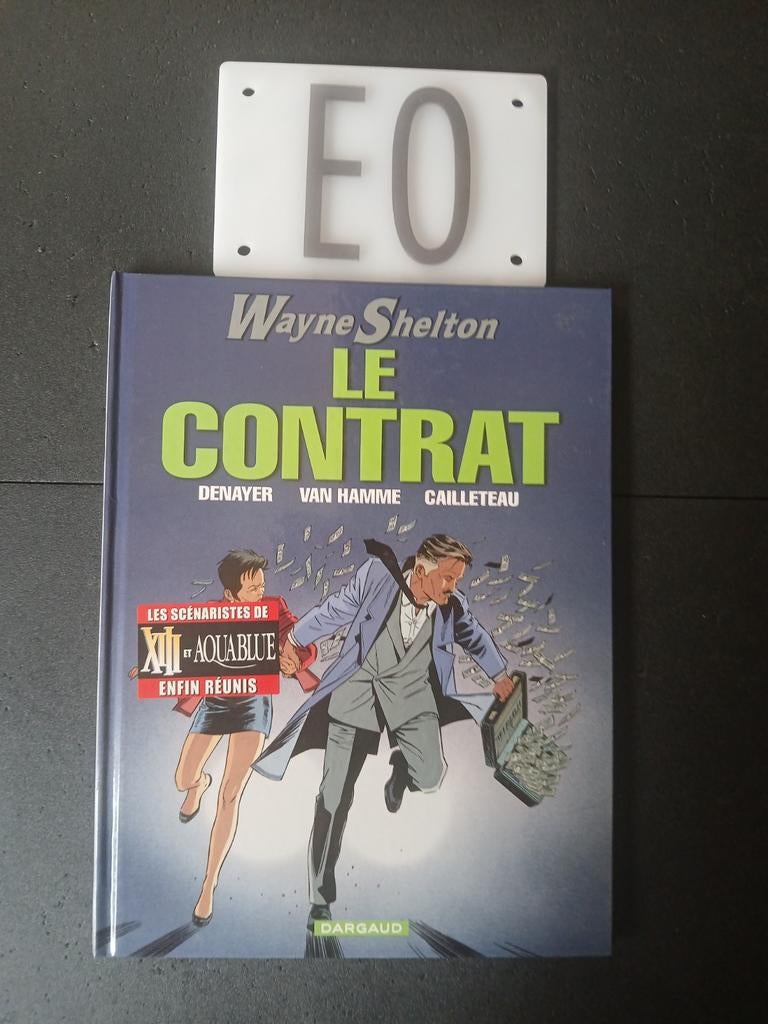 EO
Wayne Shelton
LE
CONTRAT
DENAYER VAN HAMME CAILLETEAU
LES SCÉNARISTES DE
XIII ET AQUABLUE
ENFIN RÉUNIS
DARGAUD